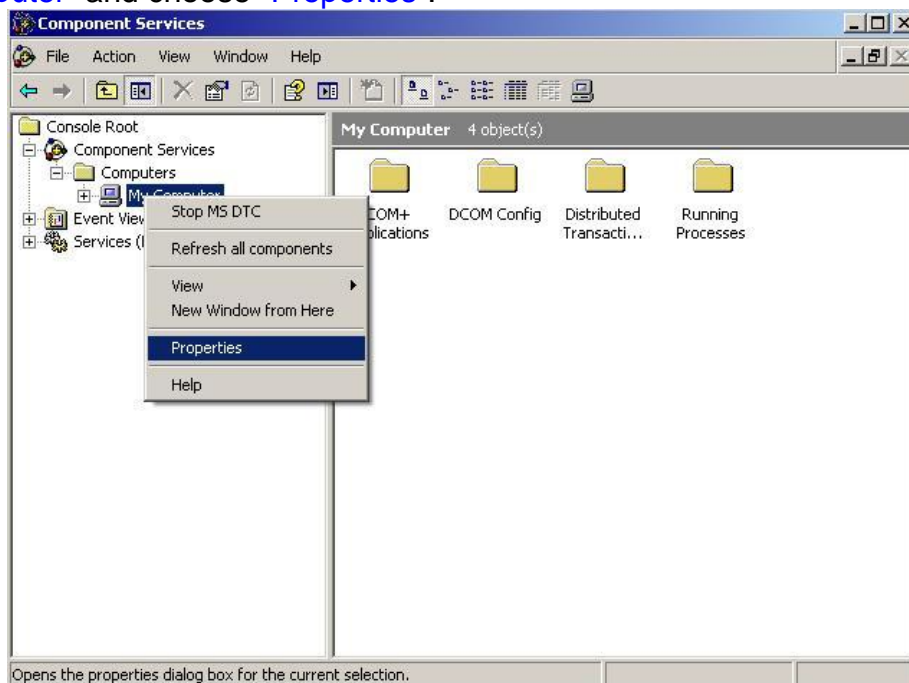 uter" and choose "Properties".
Component Services
File Action View Window Help
Console Root
Component Services
Computers
My Computer
Event View
Services (
My Computer 4 object(s)
COM+
plications
DCOM Config
Distributed
Transacti...
Running
Processes
Stop MS DTC
Refresh all components
View
New Window from Here
Properties
Help
Opens the properties dialog box for the current selection.